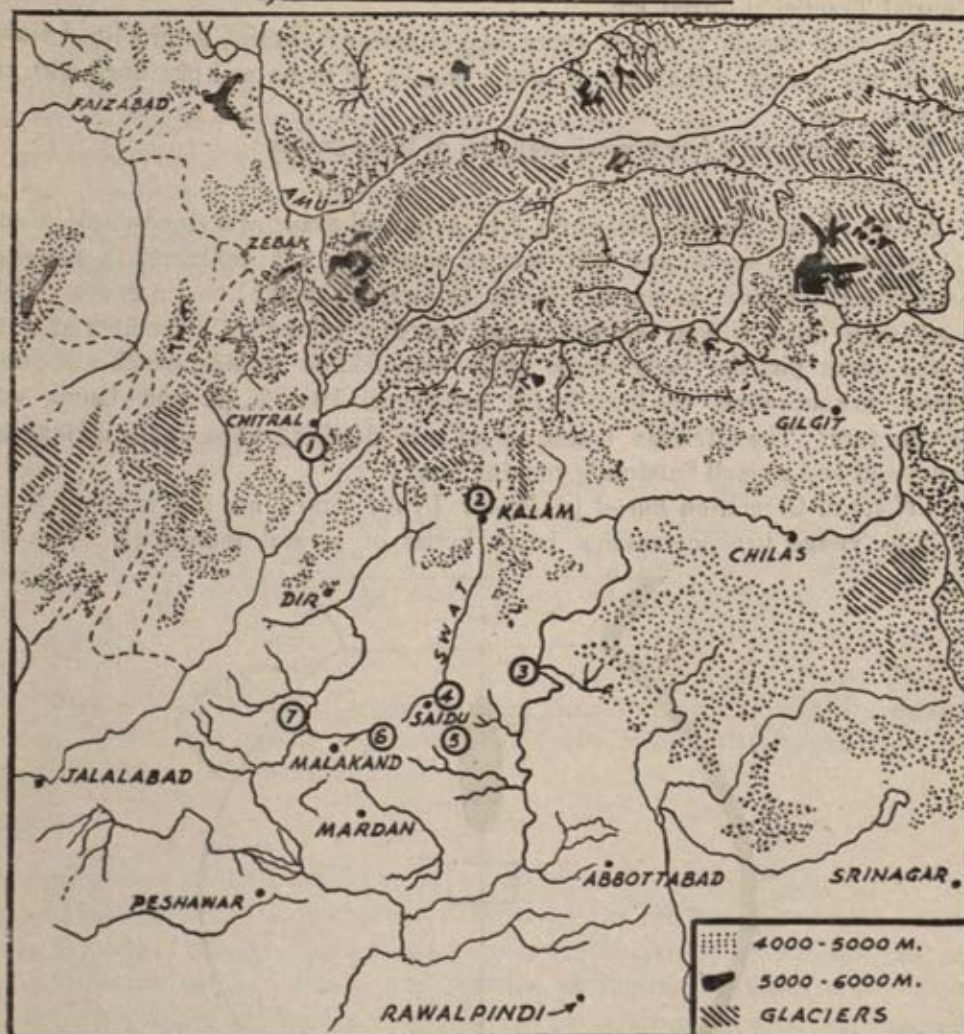 FAIZABAD
AMU-DARYA
ZEBAK
CHITRAL
1
GILGIT
GILGIT
2
KALAM
CHILAS
DIR
SWAT
3
4
SAIDU
7
6
5
MALAKAND
JALALABAD
MARDAN
ABBOTTABAD
SRINAGAR
PESHAWAR
4000-5000 M.
5000-6000 M.
RAWALPINDI
GLACIERS